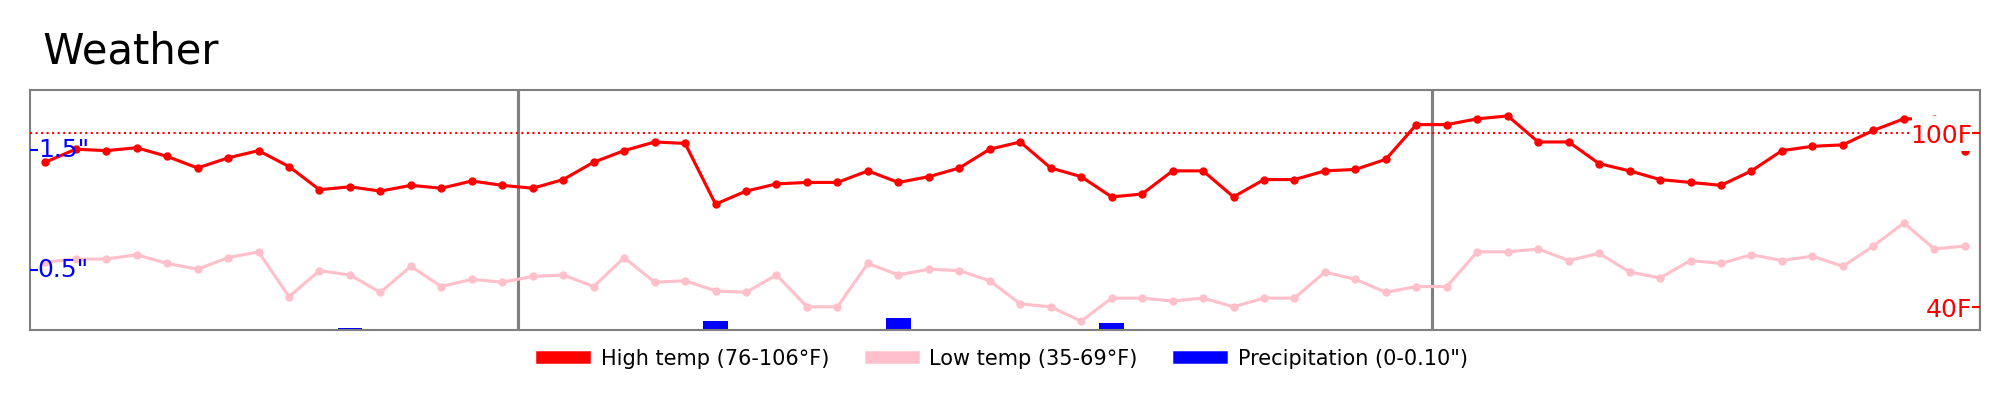 Weather
1.5"
100F
0.5"
40F
High temp (76-106°F) Low temp (35-69°F) Precipitation (0-0.10")